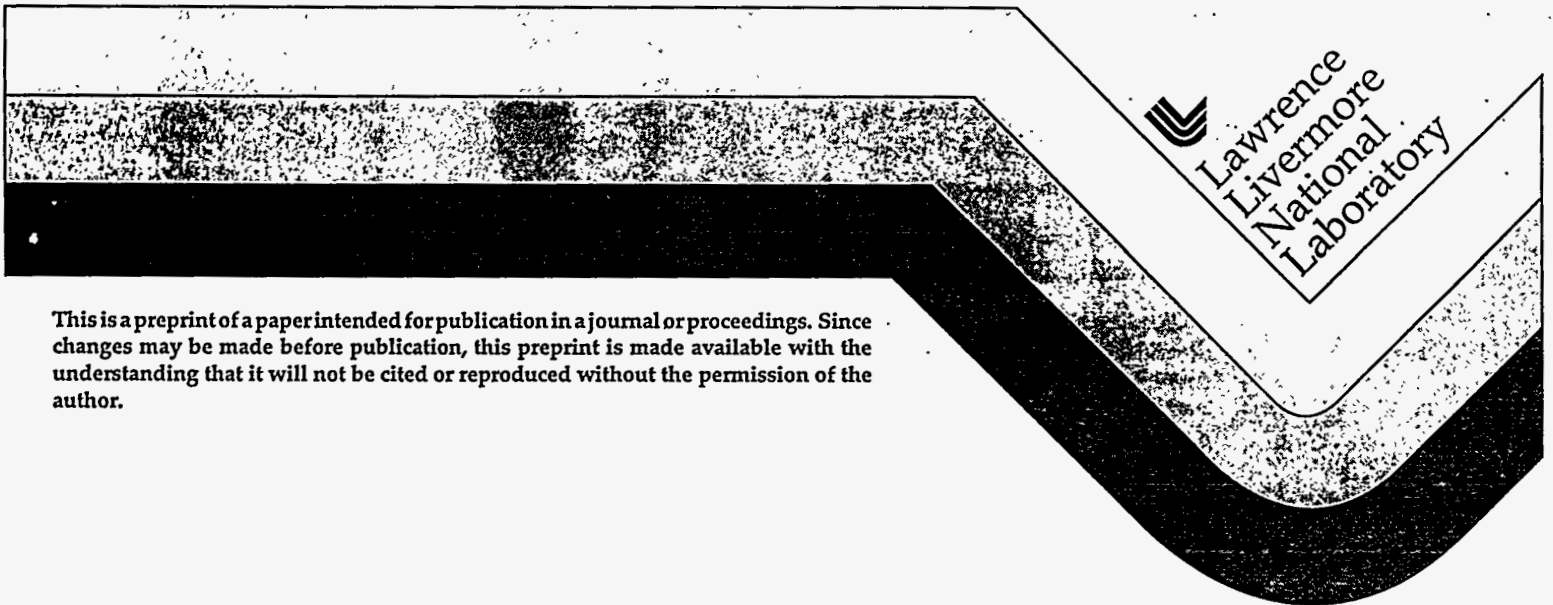 Lawrence
Livermore
National
Laboratory
This is a preprint of a paper intended for publication in a journal or proceedings. Since
changes may be made before publication, this preprint is made available with the
understanding that it will not be cited or reproduced without the permission of the
author.